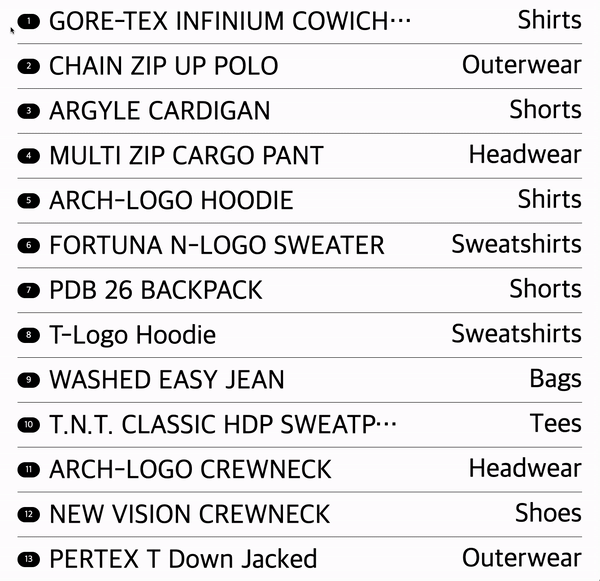 1 GORE-TEX INFINIUM COWICH··· Shirts
2 CHAIN ZIP UP POLO Outerwear
3 ARGYLE CARDIGAN Shorts
4 MULTI ZIP CARGO PANT Headwear
5 ARCH-LOGO HOODIE Shirts
6 FORTUNA N-LOGO SWEATER Sweatshirts
7 PDB 26 BACKPACK Shorts
8 T-Logo Hoodie Sweatshirts
9 WASHED EASY JEAN Bags
10 T.N.T. CLASSIC HDP SWEATP··· Tees
11 ARCH-LOGO CREWNECK Headwear
12 NEW VISION CREWNECK Shoes
13 PERTEX T Down Jacked Outerwear